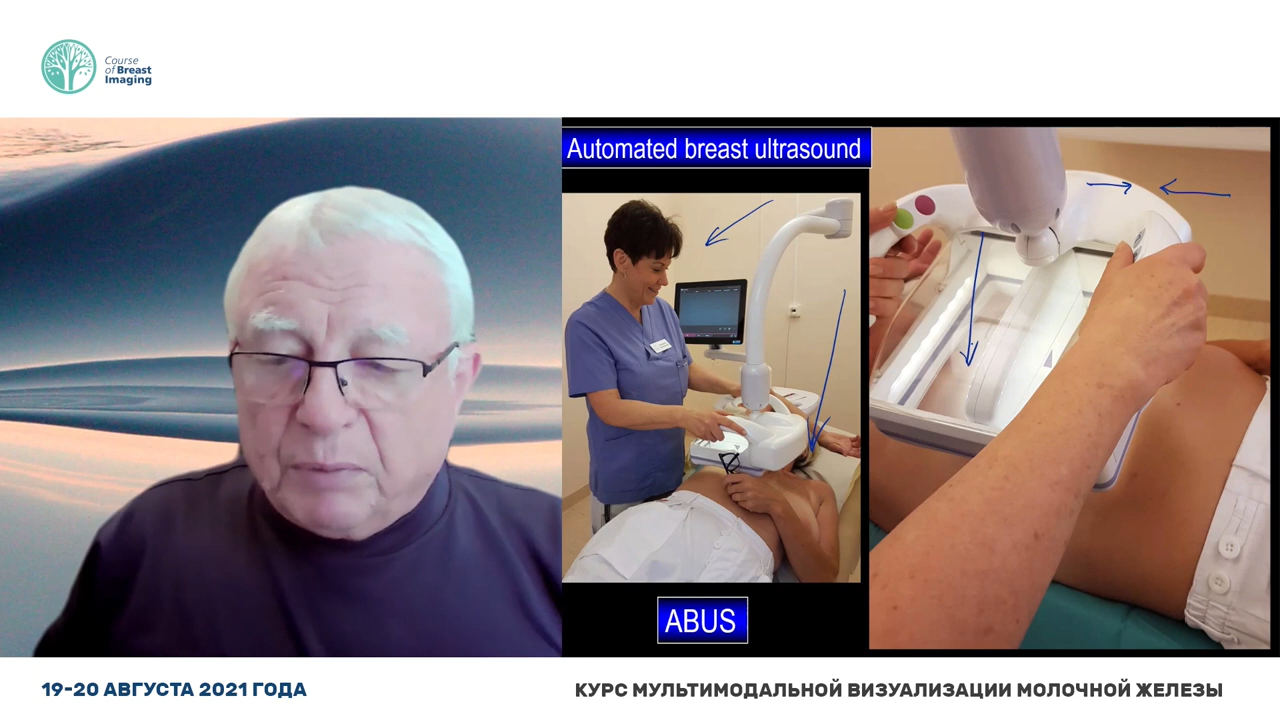 Course
of Breast
Imaging
Automated breast ultrasound
ABUS
19-20 АВГУСТА 2021 ГОДА
КУРС МУЛЬТИМОДАЛЬНОЙ ВИЗУАЛИЗАЦИИ МОЛОЧНОЙ ЖЕЛЕЗЫ